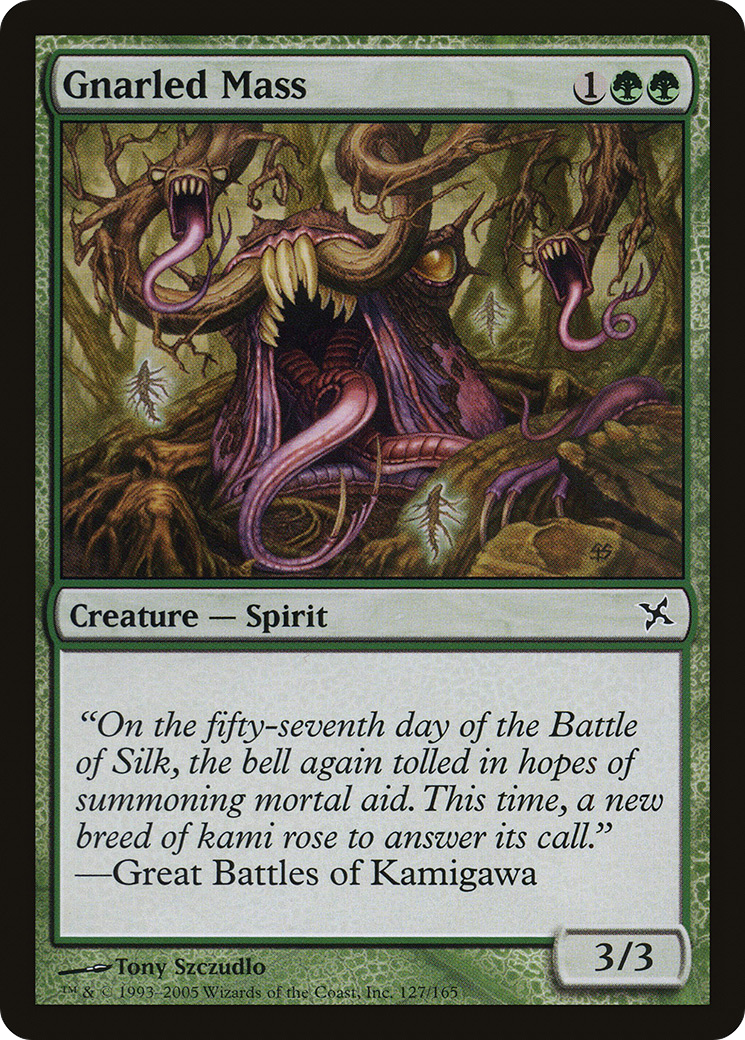 Gnarled Mass 1
Creature — Spirit
“On the fifty-seventh day of the Battle
of Silk, the bell again tolled in hopes of
summoning mortal aid. This time, a new
breed of kami rose to answer its call.”
—Great Battles of Kamigawa
3/3
Tony Szczudlo
™ & © 1993–2005 Wizards of the Coast, Inc. 127/165